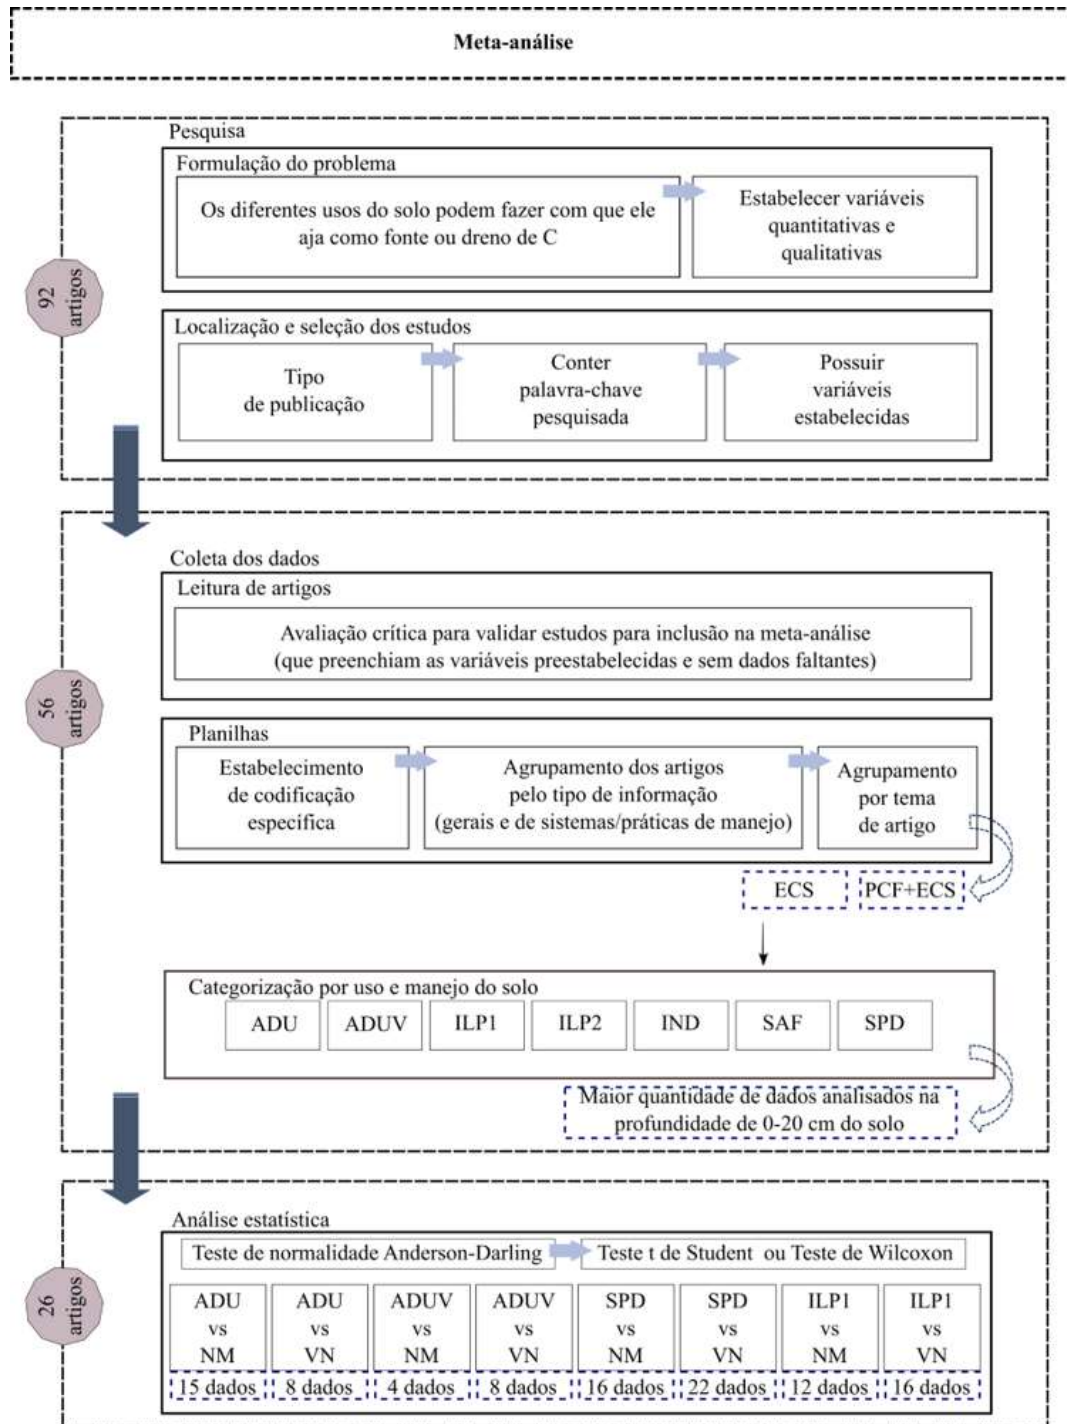 Meta-análise
Pesquisa
Formulação do problema
Os diferentes usos do solo podem fazer com que ele
aja como fonte ou dreno de C
Estabelecer variáveis
quantitativas e
qualitativas
92
artigos
Localização e seleção dos estudos
Tipo
de publicação
Conter
palavra-chave
pesquisada
Possuir
variáveis
estabelecidas
Coleta dos dados
Leitura de artigos
Avaliação crítica para validar estudos para inclusão na meta-análise
(que preenchiam as variáveis preestabelecidas e sem dados faltantes)
56
artigos
Planilhas
Estabelecimento
de codificação
específica
Agrupamento dos artigos
pelo tipo de informação
(gerais e de sistemas/práticas de manejo)
Agrupamento
por tema
de artigo
ECS
PCF+ECS
Categorização por uso e manejo do solo
ADU
ADUV
ILP1
ILP2
IND
SAF
SPD
Maior quantidade de dados analisados na
profundidade de 0-20 cm do solo
Análise estatística
Teste de normalidade Anderson-Darling
Teste t de Student ou Teste de Wilcoxon
26
artigos
ADU
vs
NM
15 dados
ADU
vs
VN
8 dados
ADUV
vs
NM
4 dados
ADUV
vs
VN
8 dados
SPD
vs
NM
16 dados
SPD
vs
VN
22 dados
ILP1
vs
NM
12 dados
ILP1
vs
VN
16 dados